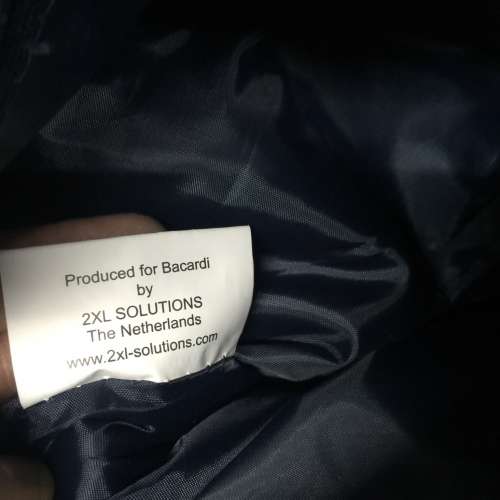 Produced for Bacardi
by
2XL SOLUTIONS
The Netherlands
www.2xl-solutions.com